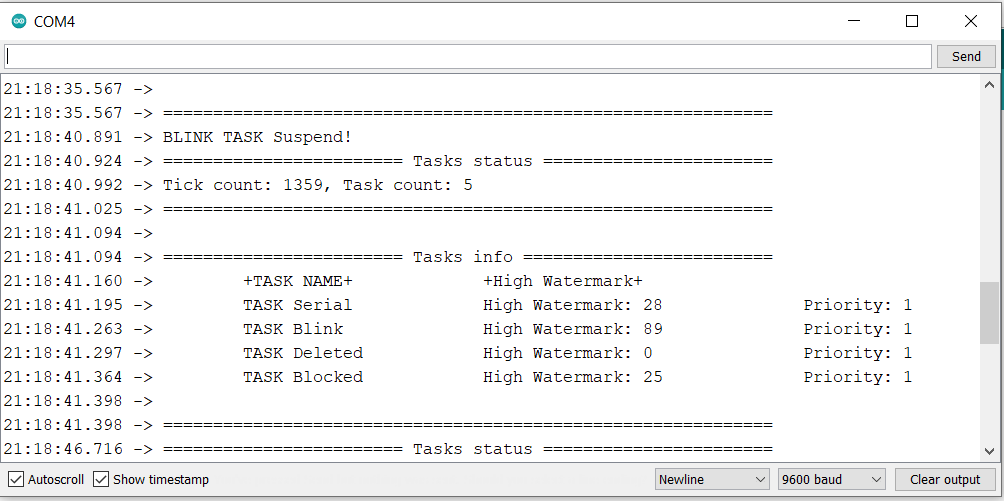 COM4
Send
21:18:35.567 ->
21:18:35.567 -> =============================================================
21:18:40.891 -> BLINK TASK Suspend!
21:18:40.924 -> ======================== Tasks status =======================
21:18:40.992 -> Tick count: 1359, Task count: 5
21:18:41.025 -> =============================================================
21:18:41.094 ->
21:18:41.094 -> ======================== Tasks info =========================
21:18:41.160 ->         +TASK NAME+             +High Watermark+
21:18:41.195 ->         TASK Serial             High Watermark: 28              Priority: 1
21:18:41.263 ->         TASK Blink              High Watermark: 89              Priority: 1
21:18:41.297 ->         TASK Deleted            High Watermark: 0               Priority: 1
21:18:41.364 ->         TASK Blocked            High Watermark: 25              Priority: 1
21:18:41.398 ->
21:18:41.398 -> =============================================================
21:18:46.716 -> ======================== Tasks status =======================
Autoscroll Show timestamp Newline 9600 baud Clear output